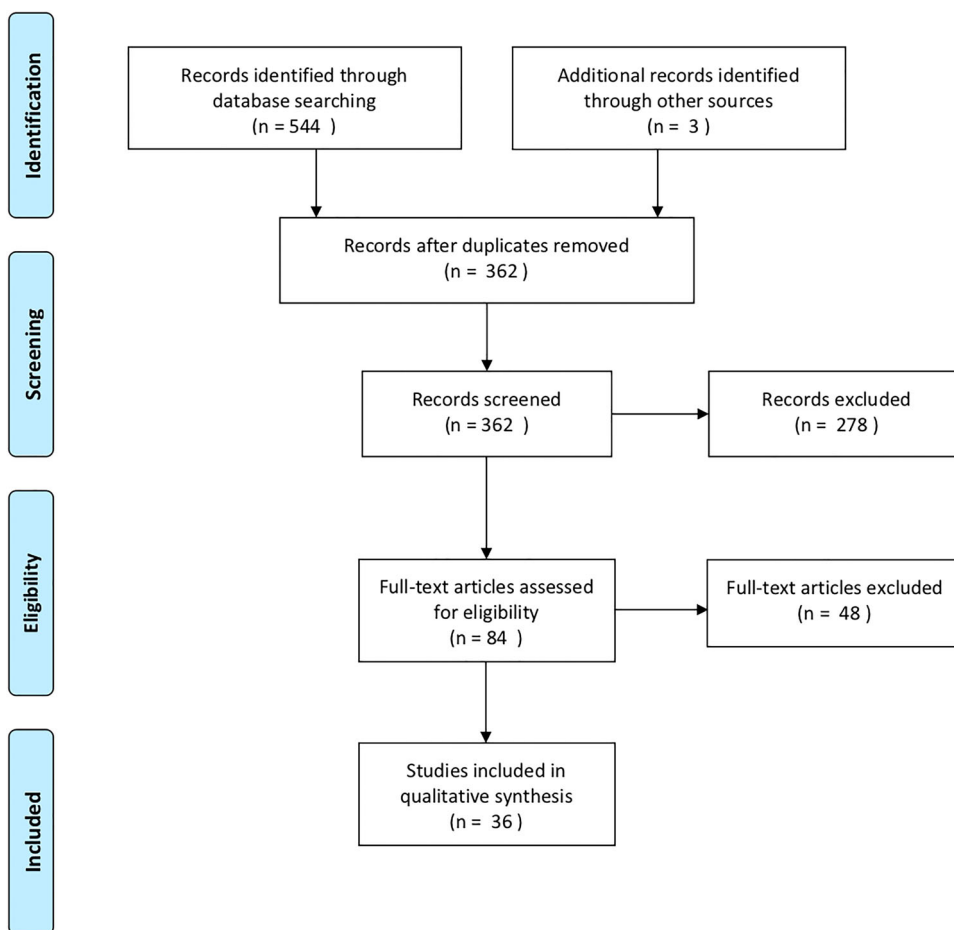 Identification
Records identified through
database searching
(n = 544  )
Additional records identified
through other sources
(n =  3  )
Screening
Records after duplicates removed
(n =  362 )
Records screened
(n = 362  )
Records excluded
(n =  278 )
Eligibility
Full-text articles assessed
for eligibility
(n = 84  )
Full-text articles excluded
(n =  48 )
Included
Studies included in
qualitative synthesis
(n =  36 )